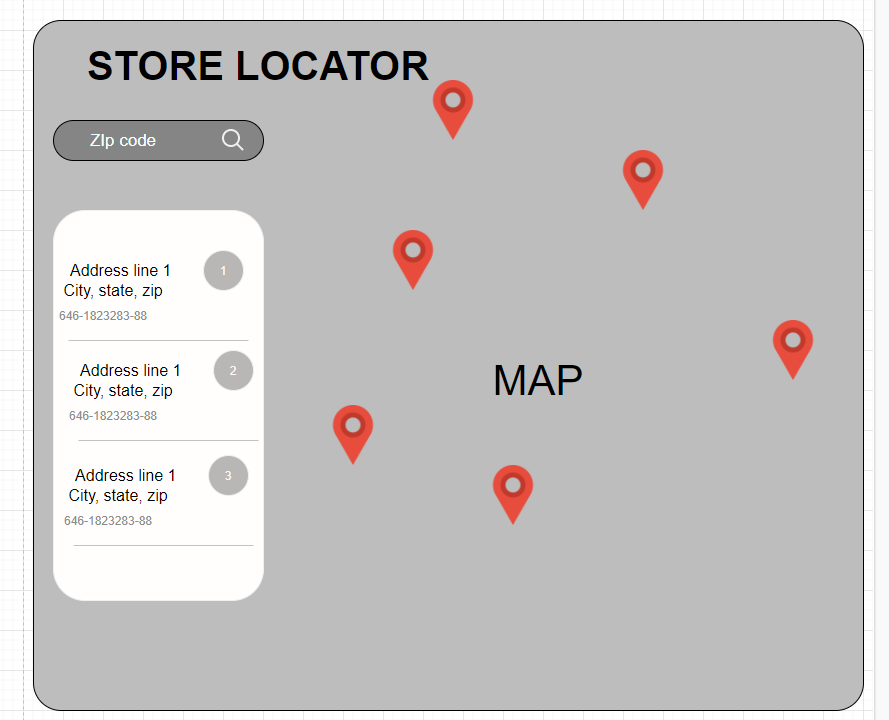 STORE LOCATOR
ZIp code
Address line 1
1
City, state, zip
646-1823283-88
Address line 1
2
City, state, zip
646-1823283-88
Address line 1
3
City, state, zip
646-1823283-88
MAP